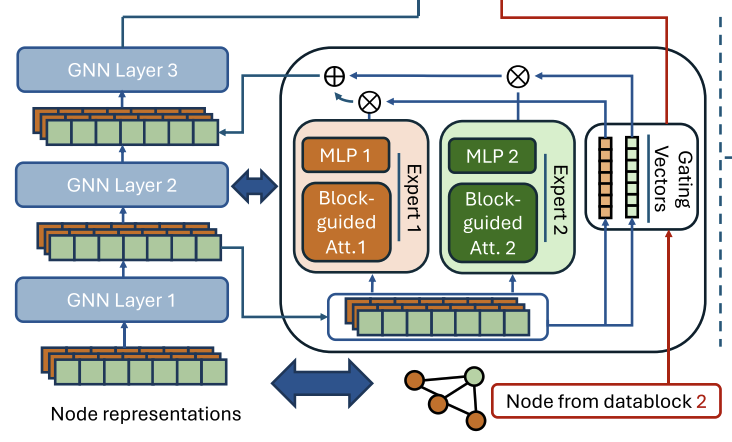 GNN Layer 3
GNN Layer 2
GNN Layer 1
Node representations
MLP 1
Block-
guided
Att.1
Expert 1
MLP 2
Block-
guided
Att. 2
Expert 2
Gating
Vectors
Node from datablock 2